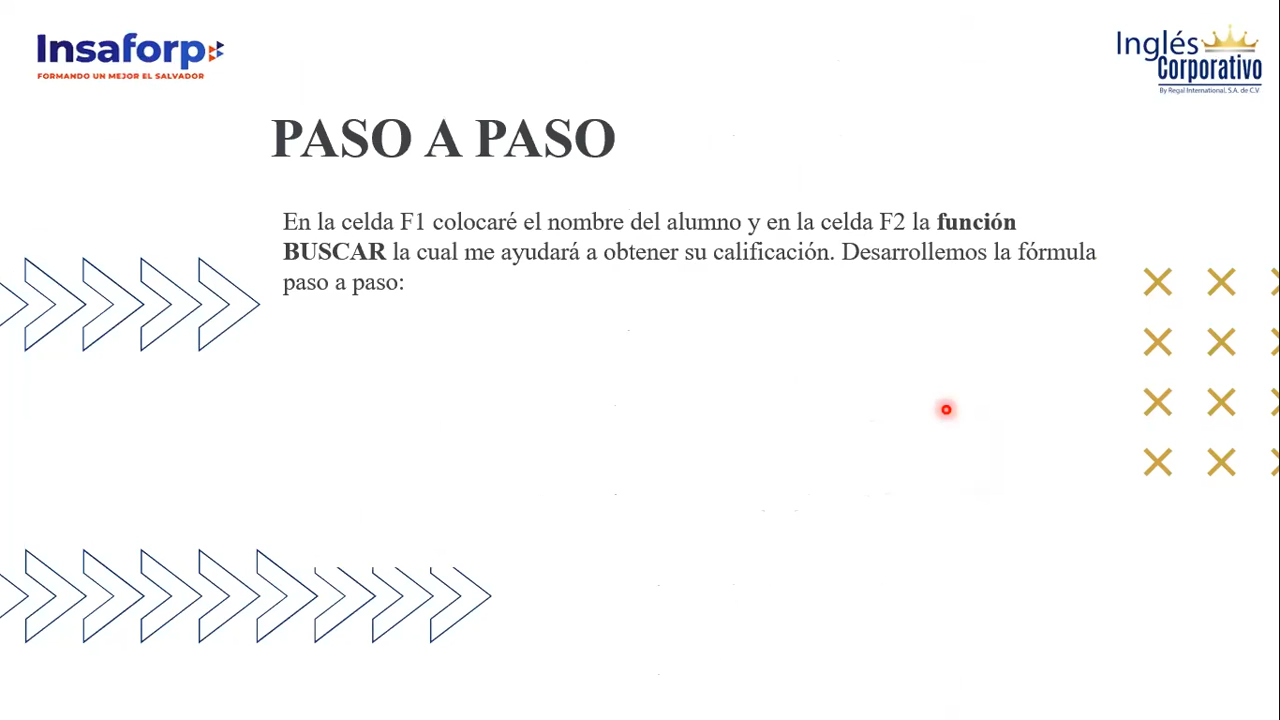 Insaforp
FORMANDO UN MEJOR EL SALVADOR
Inglés
Corporativo
By Regal International, S.A. de C.V
PASO A PASO
En la celda F1 colocaré el nombre del alumno y en la celda F2 la función
BUSCAR la cual me ayudará a obtener su calificación. Desarrollemos la fórmula
paso a paso: